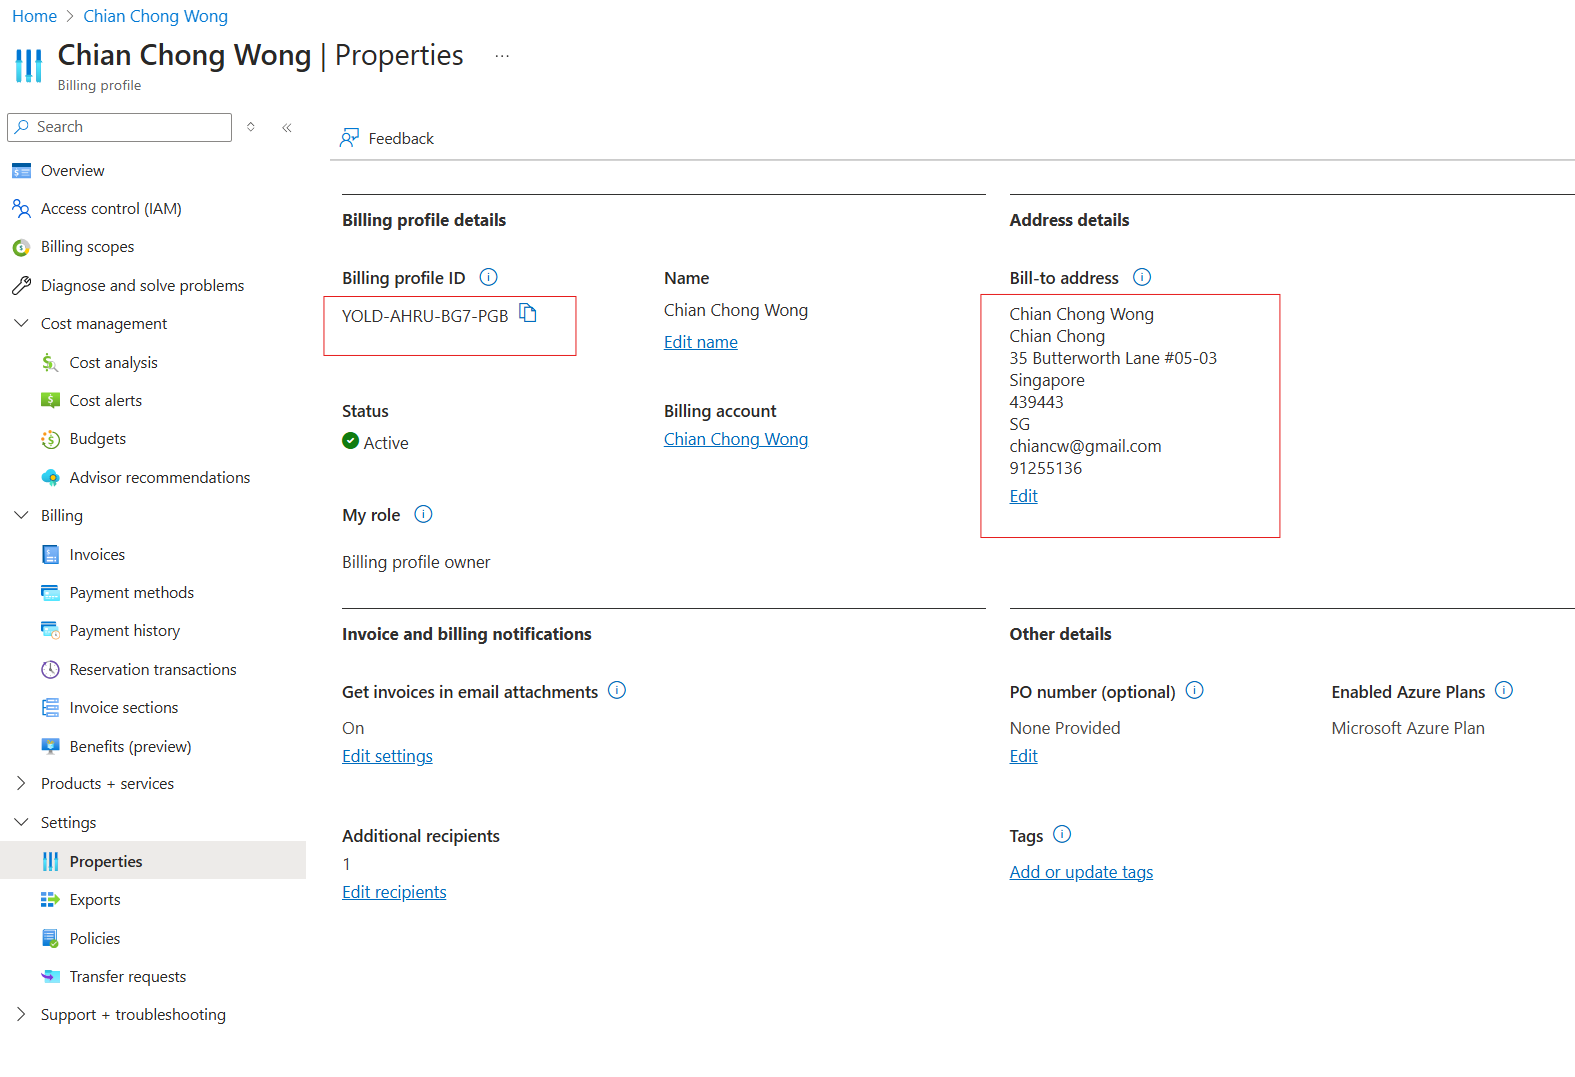 Home > Chian Chong Wong
Chian Chong Wong | Properties ...
Billing profile
Search
Feedback
Overview
Access control (IAM)
Billing scopes
Diagnose and solve problems
Cost management
Cost analysis
Cost alerts
Budgets
Advisor recommendations
Billing
Invoices
Payment methods
Payment history
Reservation transactions
Invoice sections
Benefits (preview)
Products + services
Settings
Properties
Exports
Policies
Transfer requests
Support + troubleshooting
Billing profile details
Billing profile ID
YOLD-AHRU-BG7-PGB
Name
Chian Chong Wong
Edit name
Status
Active
Billing account
Chian Chong Wong
My role
Billing profile owner
Address details
Bill-to address
Chian Chong Wong
Chian Chong
35 Butterworth Lane #05-03
Singapore
439443
SG
chiancw@gmail.com
91255136
Edit
Invoice and billing notifications
Get invoices in email attachments
On
Edit settings
Additional recipients
1
Edit recipients
Other details
PO number (optional)
None Provided
Edit
Enabled Azure Plans
Microsoft Azure Plan
Tags
Add or update tags